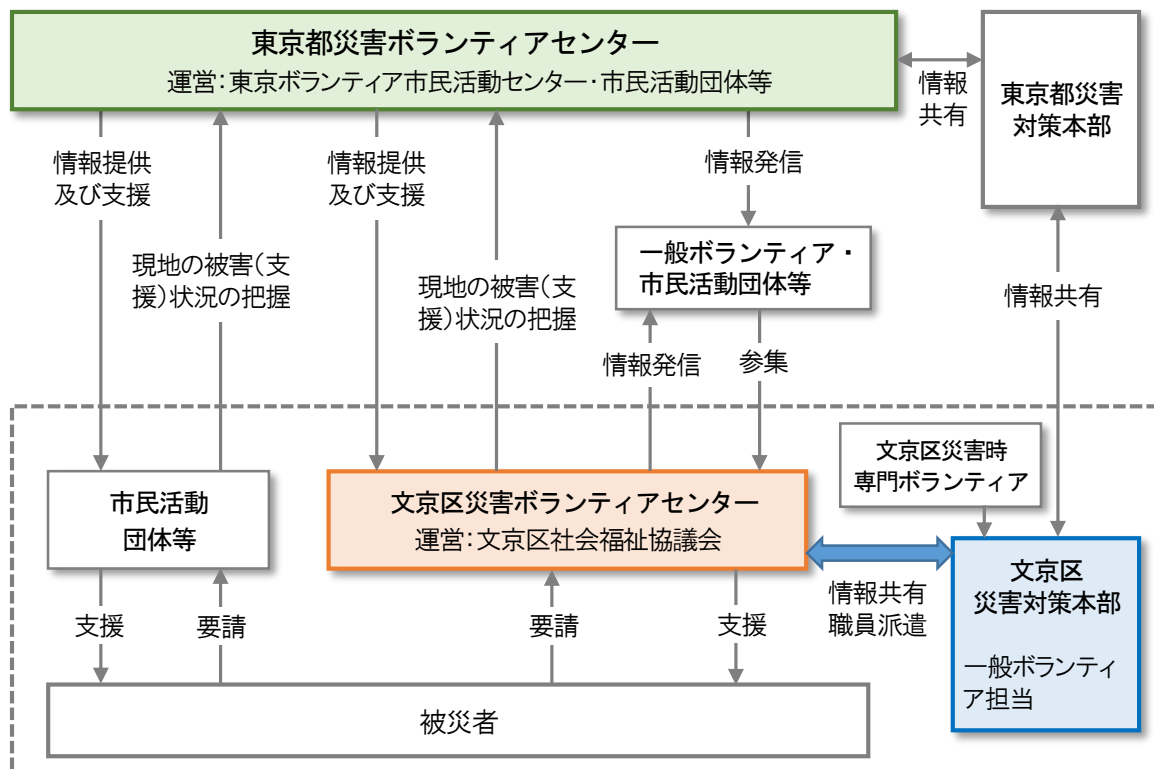 東京都災害ボランティアセンター
運営：東京ボランティア市民活動センター・市民活動団体等
情報
共有
東京都災害
対策本部
情報提供
及び支援
情報提供
及び支援
情報発信
現地の被害（支
援）状況の把握
現地の被害（支
援）状況の把握
一般ボランティア・
市民活動団体等
情報共有
情報発信
参集
文京区災害時
専門ボランティア
市民活動
団体等
文京区災害ボランティアセンター
運営：文京区社会福祉協議会
情報共有
職員派遣
文京区
災害対策本部
一般ボランティ
ア担当
支援
要請
要請
支援
被災者